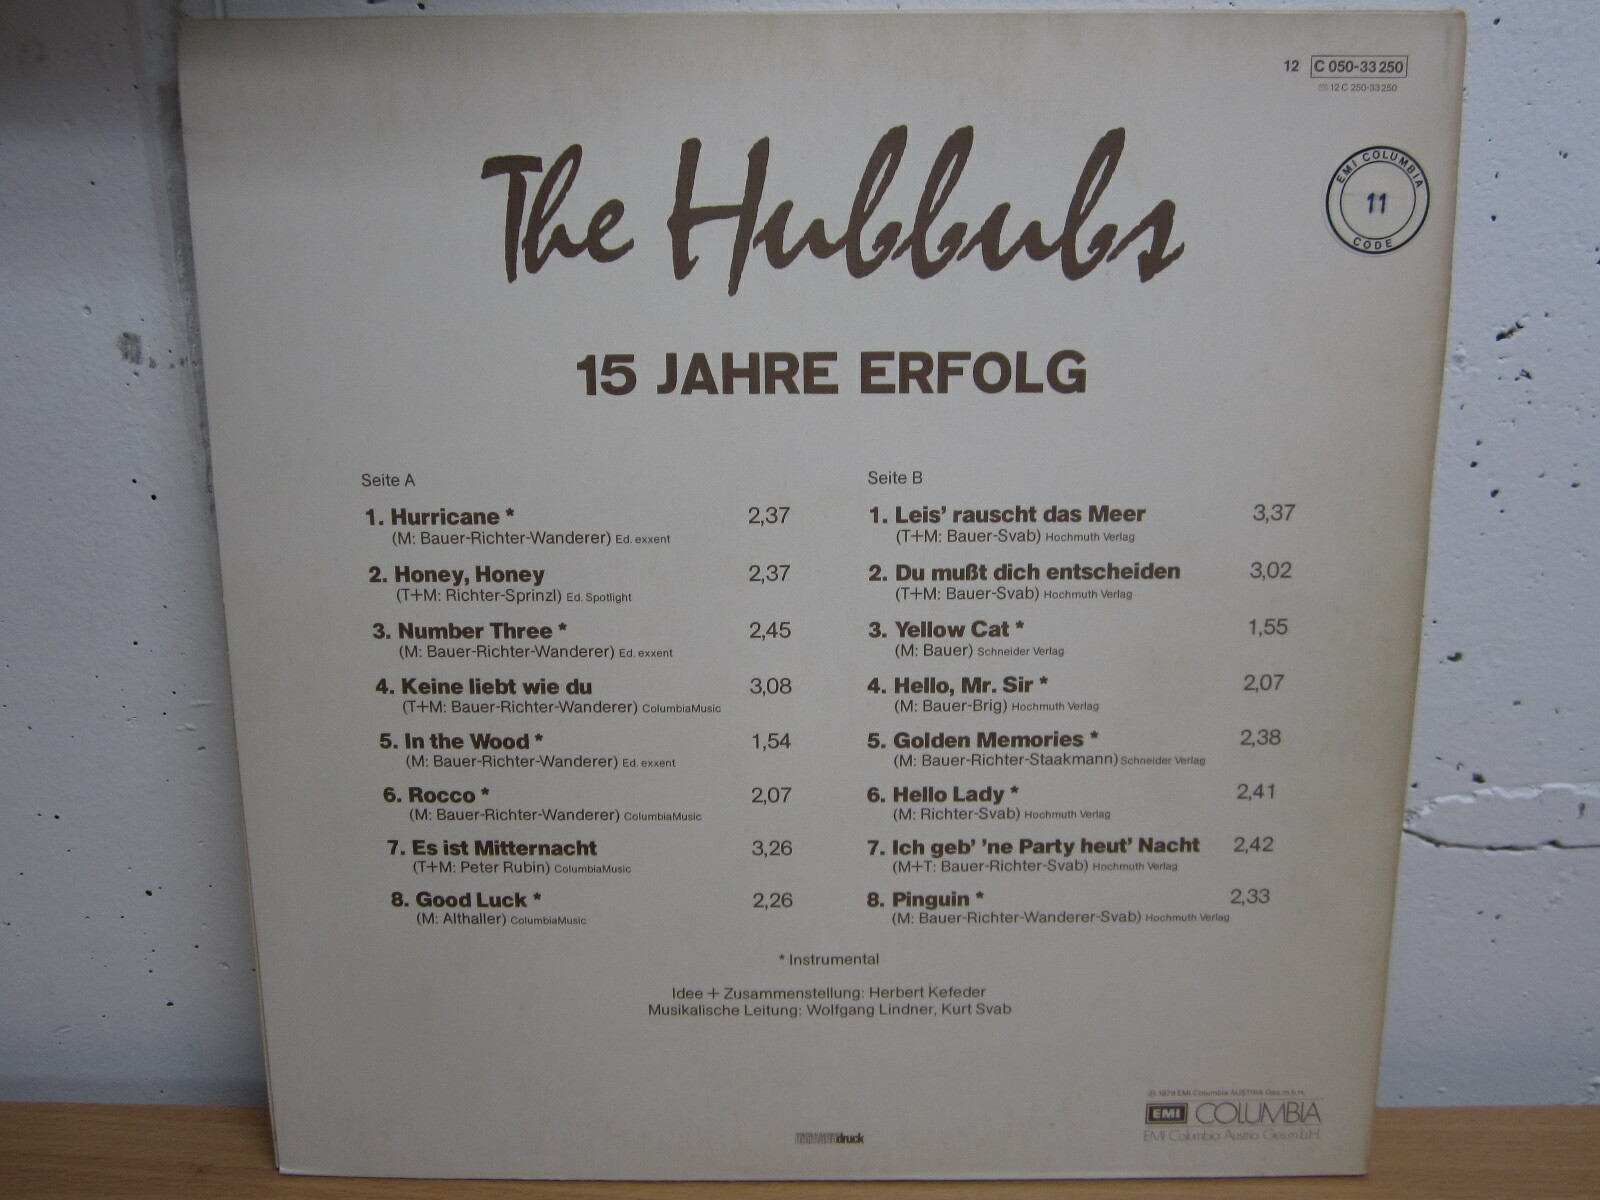 12 C 050-33 250
12 C 250-33 250
EMI COLUMBIA
11
CODE
The Hubbubs
15 JAHRE ERFOLG
Seite A
1. Hurricane * 2,37
(M: Bauer-Richter-Wanderer) Ed. exxent
2. Honey, Honey 2,37
(T+M: Richter-Sprinzl) Ed. Spotlight
3. Number Three * 2,45
(M: Bauer-Richter-Wanderer) Ed. exxent
4. Keine liebt wie du 3,08
(T+M: Bauer-Richter-Wanderer) ColumbiaMusic
5. In the Wood * 1,54
(M: Bauer-Richter-Wanderer) Ed. exxent
6. Rocco * 2,07
(M: Bauer-Richter-Wanderer) ColumbiaMusic
7. Es ist Mitternacht 3,26
(T+M: Peter Rubin) ColumbiaMusic
8. Good Luck * 2,26
(M: Althaller) ColumbiaMusic
Seite B
1. Leis' rauscht das Meer 3,37
(T+M: Bauer-Svab) Hochmuth Verlag
2. Du mußt dich entscheiden 3,02
(T+M: Bauer-Svab) Hochmuth Verlag
3. Yellow Cat * 1,55
(M: Bauer) Schneider Verlag
4. Hello, Mr. Sir * 2,07
(M: Bauer-Brig) Hochmuth Verlag
5. Golden Memories * 2,38
(M: Bauer-Richter-Staakmann) Schneider Verlag
6. Hello Lady * 2,41
(M: Richter-Svab) Hochmuth Verlag
7. Ich geb' 'ne Party heut' Nacht 2,42
(M+T: Bauer-Richter-Svab) Hochmuth Verlag
8. Pinguin * 2,33
(M: Bauer-Richter-Wanderer-Svab) Hochmuth Verlag
* Instrumental
Idee + Zusammenstellung: Herbert Kefeder
Musikalische Leitung: Wolfgang Lindner, Kurt Svab
℗ 1979 EMI Columbia AUSTRIA Ges.m.b.H.
EMI COLUMBIA
EMI Columbia Austria Ges.m.b.H.
druck